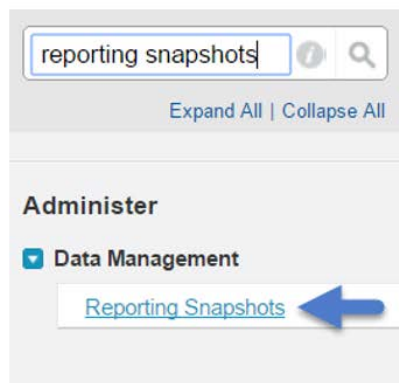 reporting snapshots
Expand All | Collapse All
Administer
Data Management
Reporting Snapshots